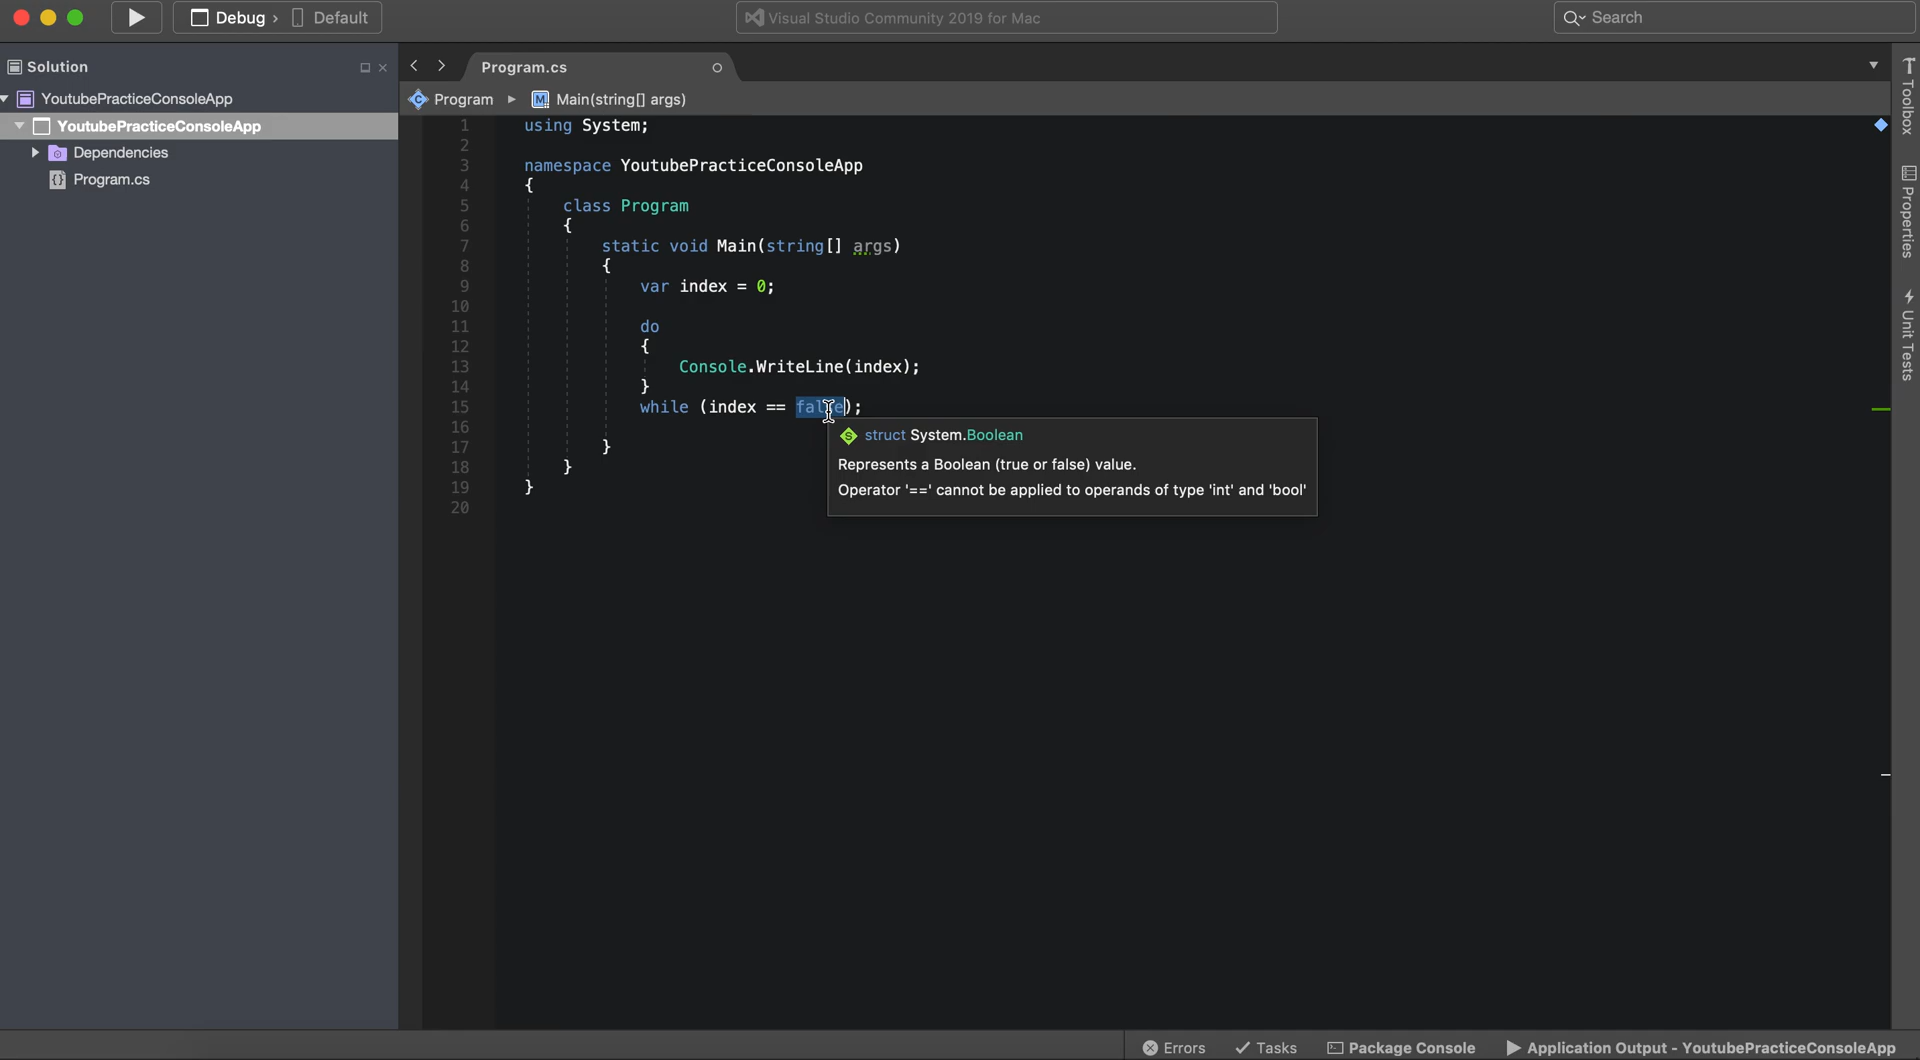 Debug › Default
Visual Studio Community 2019 for Mac
Search
Solution
YoutubePracticeConsoleApp
YoutubePracticeConsoleApp
Dependencies
Program.cs
Program.cs
Program ▸ Main(string[] args)
1 using System;
2
3 namespace YoutubePracticeConsoleApp
4 {
5 class Program
6 {
7 static void Main(string[] args)
8 {
9 var index = 0;
10
11 do
12 {
13 Console.WriteLine(index);
14 }
15 while (index == false);
16
17 }
18 }
19 }
20
struct System.Boolean
Represents a Boolean (true or false) value.
Operator '==' cannot be applied to operands of type 'int' and 'bool'
Toolbox
Properties
Unit Tests
Errors
Tasks
Package Console
Application Output - YoutubePracticeConsoleApp